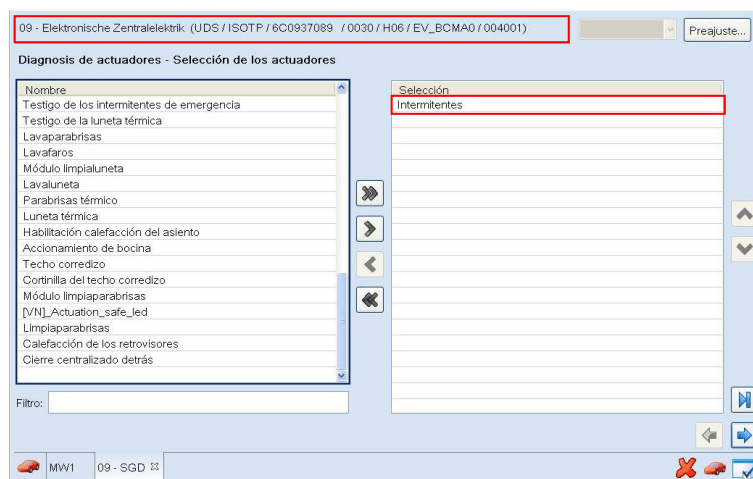 09 - Elektronische Zentralelektrik (UDS / ISOTP / 6C0937089 / 0030 / H06 / EV_BCMA0 / 004001)
Preajuste...
Diagnosis de actuadores - Selección de los actuadores
Nombre
Testigo de los intermitentes de emergencia
Testigo de la luneta térmica
Lavaparabrisas
Lavafaros
Módulo limpialuneta
Lavaluneta
Parabrisas térmico
Luneta térmica
Habilitación calefacción del asiento
Accionamiento de bocina
Techo corredizo
Cortinilla del techo corredizo
Módulo limpiaparabrisas
[VN]_Actuation_safe_led
Limpiaparabrisas
Calefacción de los retrovisores
Cierre centralizado detrás
Selección
Intermitentes
Filtro:
MW1
09 - SGD